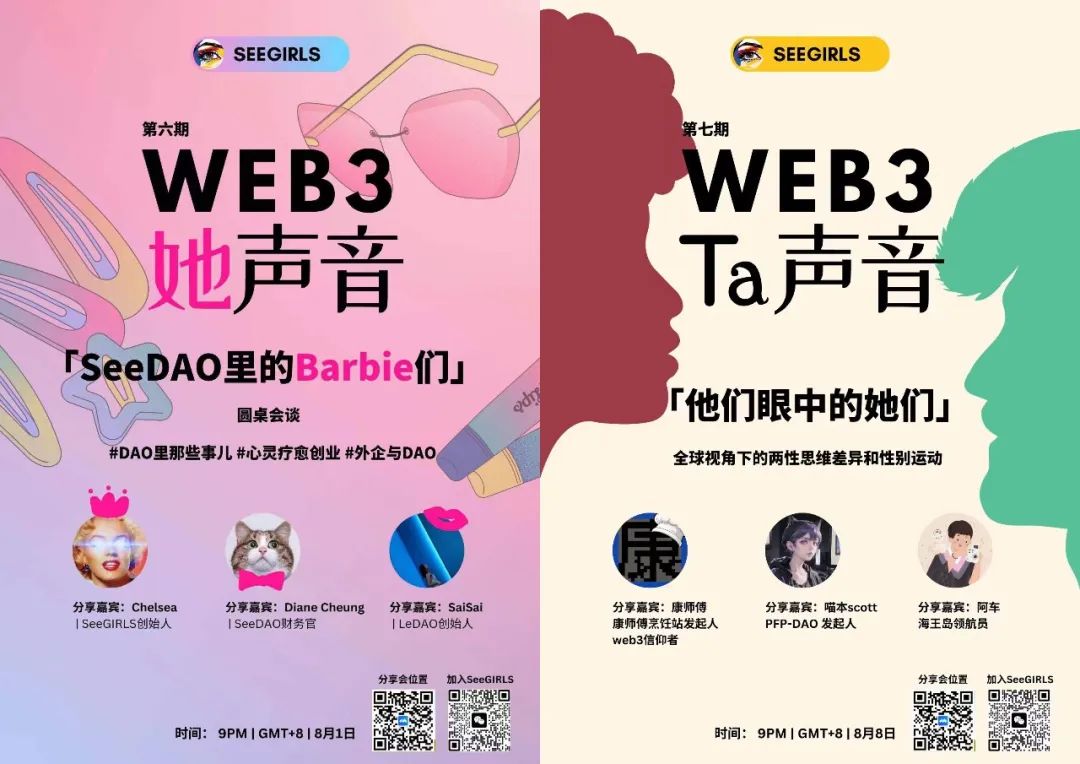 SEEGIRLS
第六期
WEB3
她声音
「SeeDAO里的Barbie们」
圆桌会谈
#DAO里那些事儿 #心灵疗愈创业 #外企与DAO
分享嘉宾：Chelsea
| SeeGIRLS创始人
分享嘉宾：Diane Cheung
| SeeDAO财务官
分享嘉宾：SaiSai
| LeDAO创始人
分享会位置
加入SeeGIRLS
时间： 9PM | GMT+8 | 8月1日
SEEGIRLS
第七期
WEB3
Ta声音
「他们眼中的她们」
全球视角下的两性思维差异和性别运动
康
分享嘉宾：康师傅
康师傅烹饪站发起人
web3信仰者
分享嘉宾：喵本scott
PFP-DAO 发起人
分享嘉宾：阿车
海王岛领航员
分享会位置
加入SeeGIRLS
时间： 9PM | GMT+8 | 8月8日